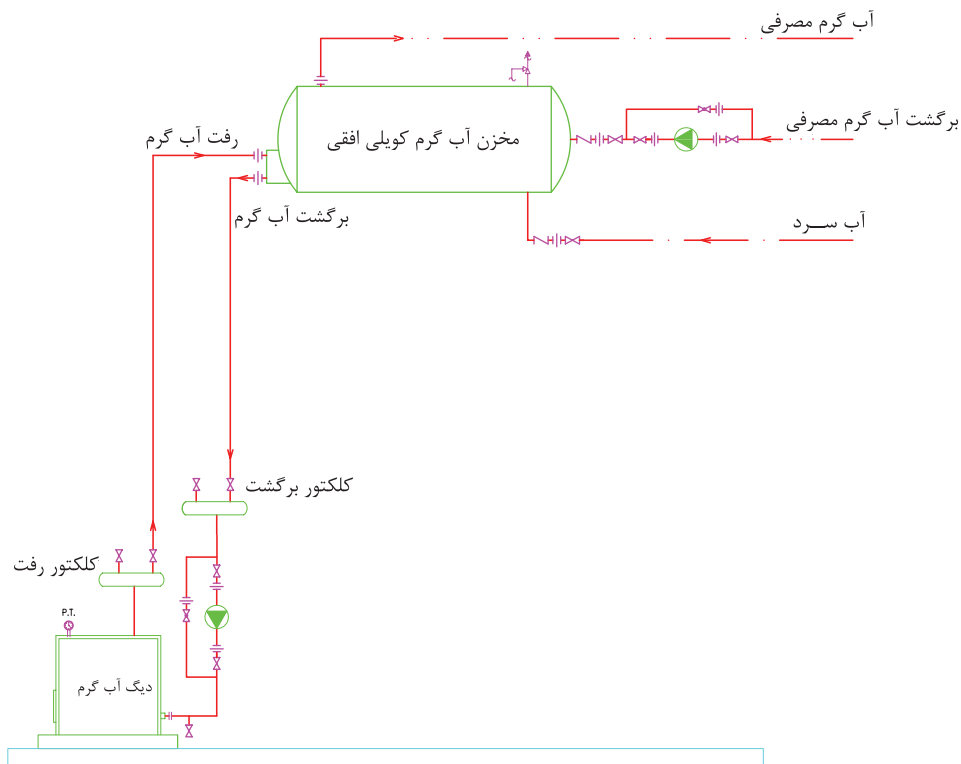 آب گرم مصرفی
برگشت آب گرم مصرفی
مخزن آب گرم کویلی افقی
رفت آب گرم
برگشت آب گرم
آب ســرد
کلکتور برگشت
کلکتور رفت
P.T.
دیگ آب گرم